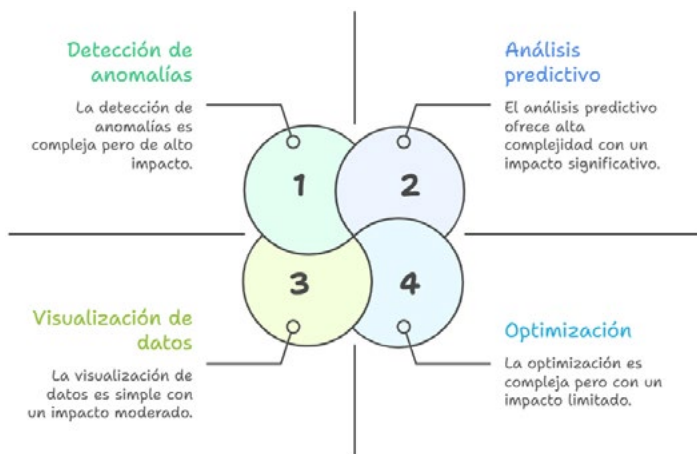 Detección de
anomalías
La detección de
anomalías es
compleja pero de alto
impacto.
Análisis
predictivo
El análisis predictivo
ofrece alta
complejidad con un
impacto significativo.
1
2
3
4
Visualización de
datos
La visualización de
datos es simple con
un impacto moderado.
Optimización
La optimización es
compleja pero con un
impacto limitado.